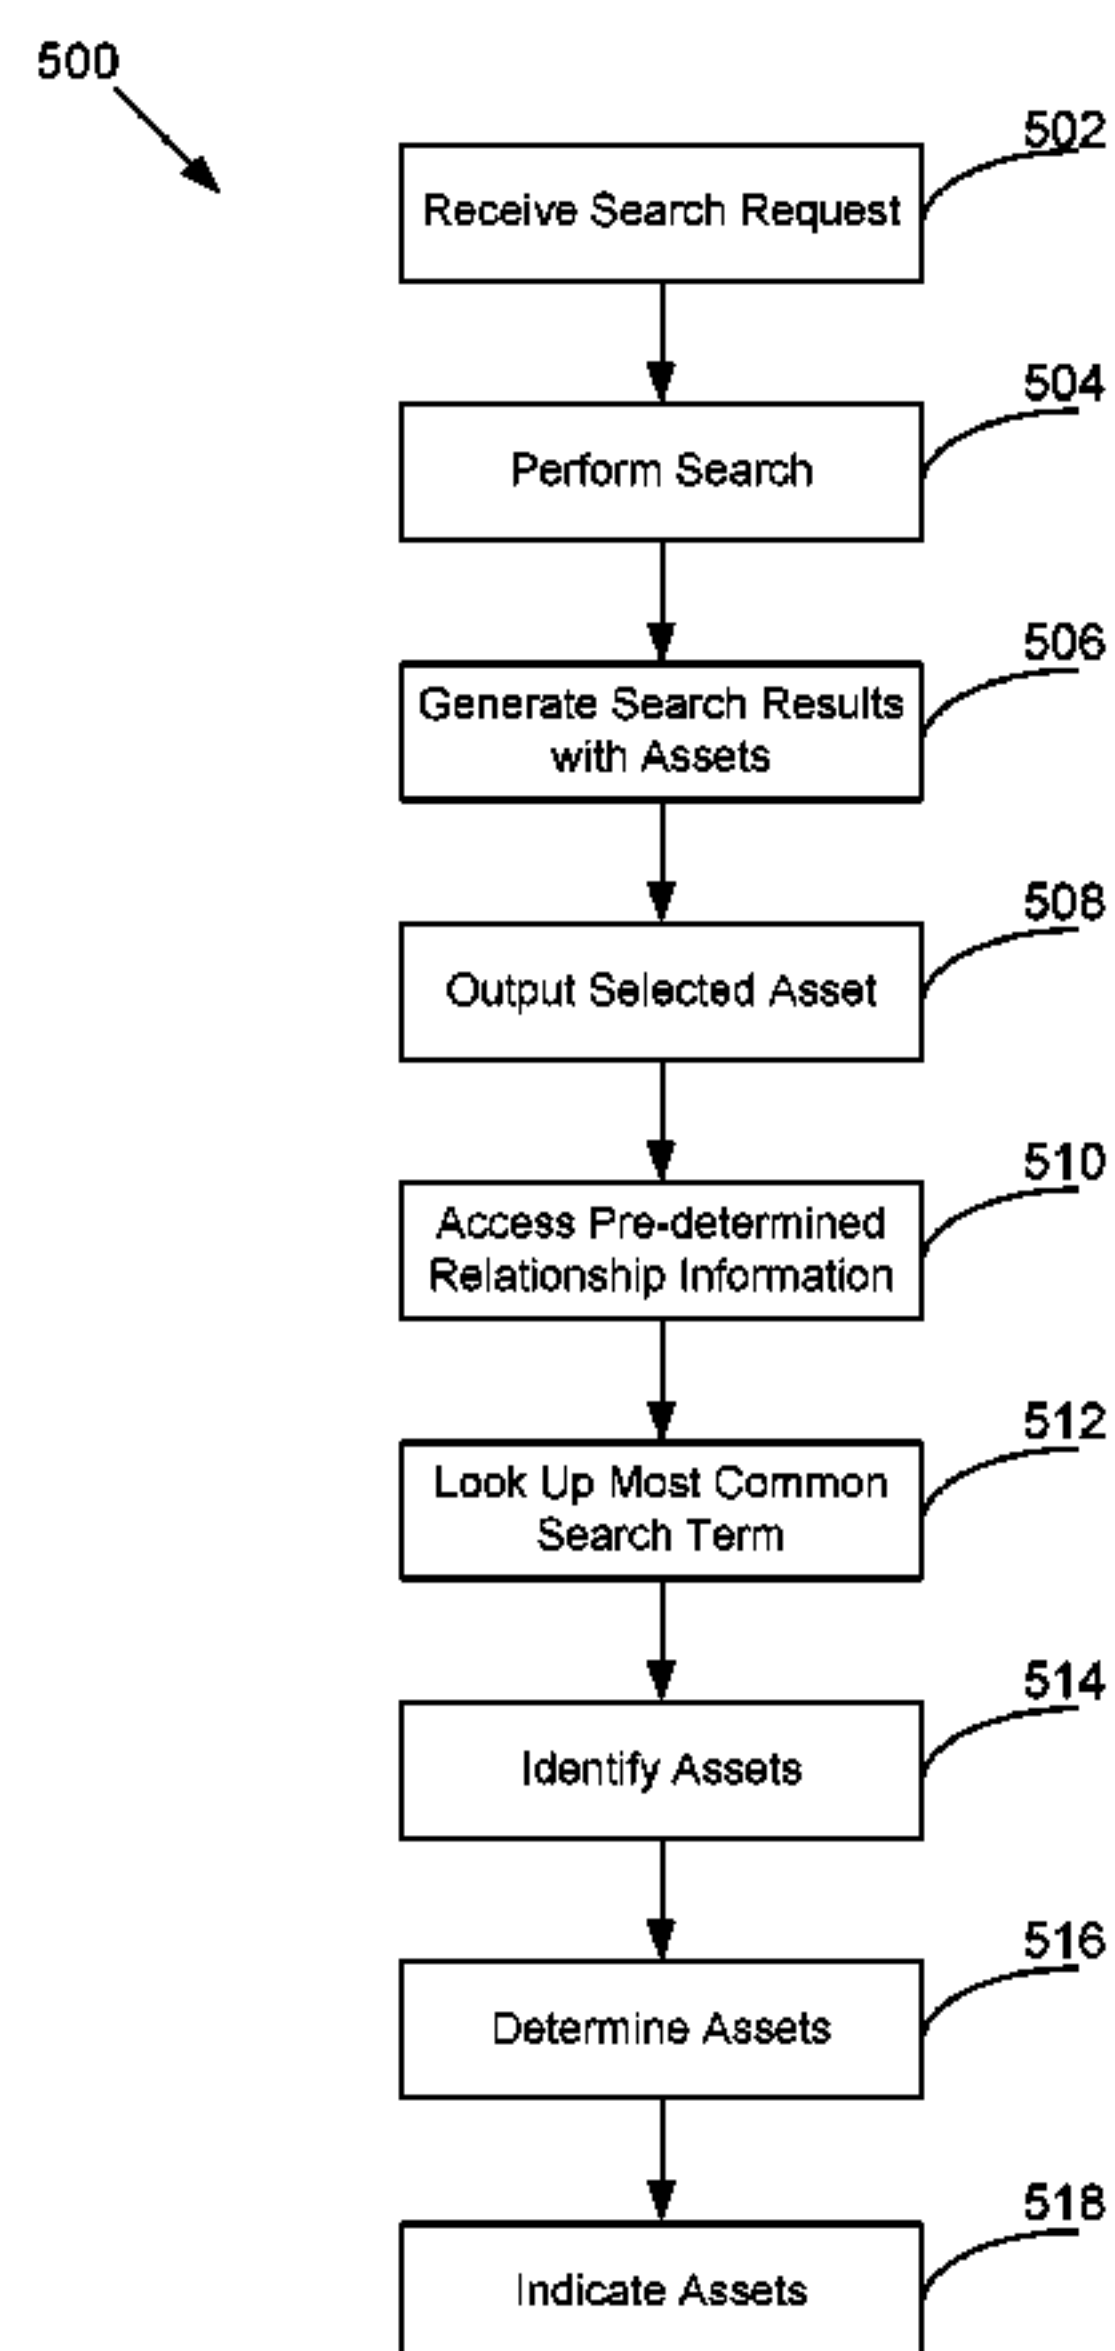 500
502
Receive Search Request
504
Perform Search
506
Generate Search Results
with Assets
508
Output Selected Asset
510
Access Pre-determined
Relationship Information
512
Look Up Most Common
Search Term
514
Identify Assets
516
Determine Assets
518
Indicate Assets